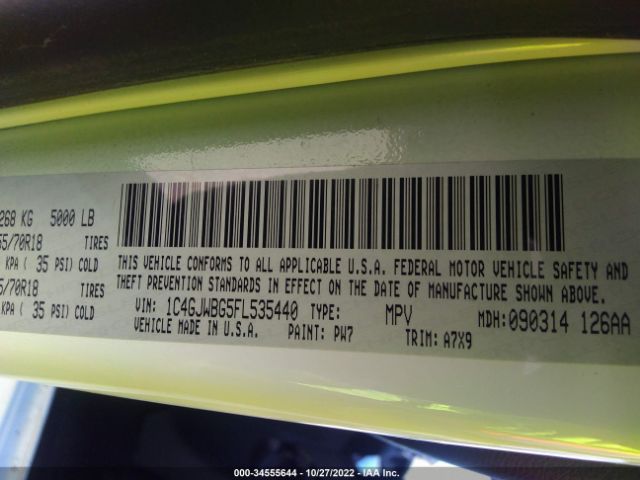 268 KG 5000 LB
55/70R18 TIRES
KPA ( 35 PSI) COLD
5/70R18 TIRES
KPA ( 35 PSI) COLD
THIS VEHICLE CONFORMS TO ALL APPLICABLE U.S.A. FEDERAL MOTOR VEHICLE SAFETY AND
THEFT PREVENTION STANDARDS IN EFFECT ON THE DATE OF MANUFACTURE SHOWN ABOVE.
VIN: 1C4GJWBG5FL535440 TYPE: MPV MDH:090314 126AA
VEHICLE MADE IN U.S.A. PAINT: PW7 TRIM: A7X9
000-34555644 - 10/27/2022 - IAA Inc.